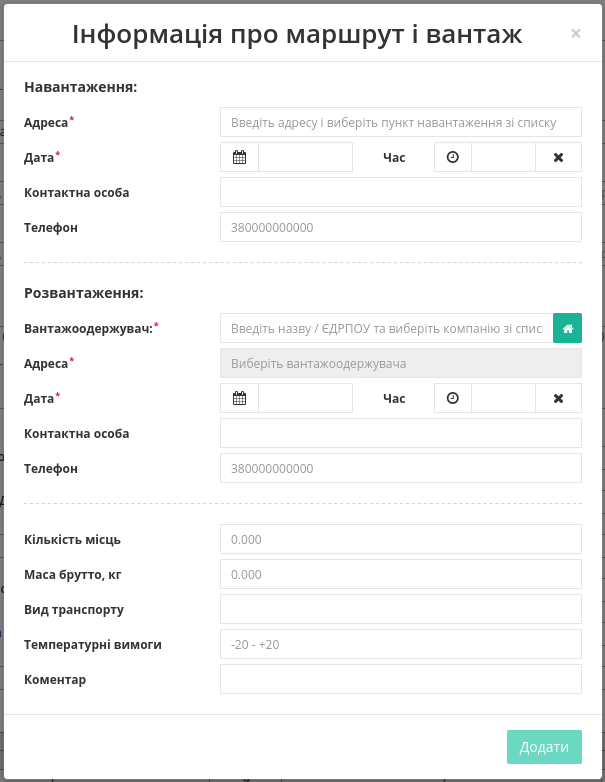 Інформація про маршрут і вантаж ×
Навантаження:
Адреса* Введіть адресу і виберіть пункт навантаження зі списку
Дата* Час
Контактна особа
Телефон 380000000000
Розвантаження:
Вантажоодержувач:* Введіть назву / ЄДРПОУ та виберіть компанію зі спис
Адреса* Виберіть вантажоодержувача
Дата* Час
Контактна особа
Телефон 380000000000
Кількість місць 0.000
Маса брутто, кг 0.000
Вид транспорту
Температурні вимоги -20 - +20
Коментар
Додати